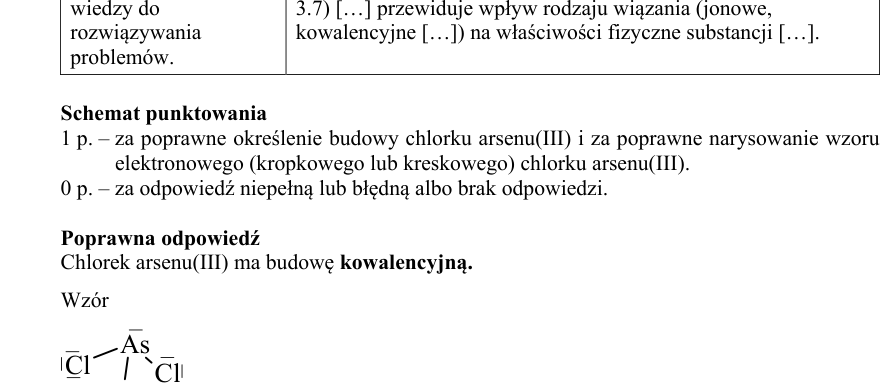 wiedzy do
rozwiązywania
problemów.
3.7) […] przewiduje wpływ rodzaju wiązania (jonowe,
kowalencyjne […]) na właściwości fizyczne substancji […].
Schemat punktowania
1 p. – za poprawne określenie budowy chlorku arsenu(III) i za poprawne narysowanie wzoru
elektronowego (kropkowego lub kreskowego) chlorku arsenu(III).
0 p. – za odpowiedź niepełną lub błędną albo brak odpowiedzi.
Poprawna odpowiedź
Chlorek arsenu(III) ma budowę kowalencyjną.
Wzór
As
Cl
Cl